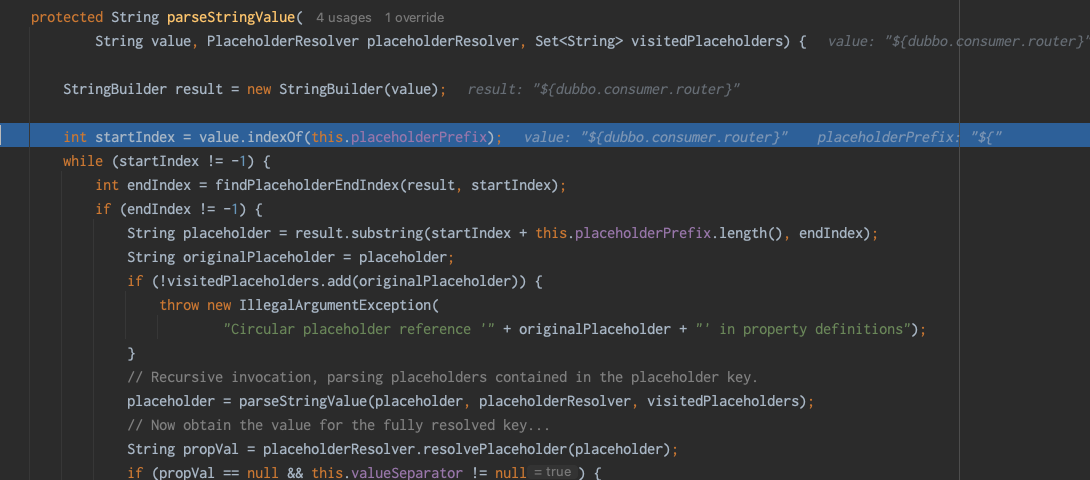 protected String parseStringValue( 4 usages 1 override
String value, PlaceholderResolver placeholderResolver, Set<String> visitedPlaceholders) { value: "${dubbo.consumer.router}"
StringBuilder result = new StringBuilder(value); result: "${dubbo.consumer.router}"
int startIndex = value.indexOf(this.placeholderPrefix); value: "${dubbo.consumer.router}" placeholderPrefix: "${"
while (startIndex != -1) {
int endIndex = findPlaceholderEndIndex(result, startIndex);
if (endIndex != -1) {
String placeholder = result.substring(startIndex + this.placeholderPrefix.length(), endIndex);
String originalPlaceholder = placeholder;
if (!visitedPlaceholders.add(originalPlaceholder)) {
throw new IllegalArgumentException(
"Circular placeholder reference '" + originalPlaceholder + "' in property definitions");
}
// Recursive invocation, parsing placeholders contained in the placeholder key.
placeholder = parseStringValue(placeholder, placeholderResolver, visitedPlaceholders);
// Now obtain the value for the fully resolved key...
String propVal = placeholderResolver.resolvePlaceholder(placeholder);
if (propVal == null && this.valueSeparator != null = true ) {